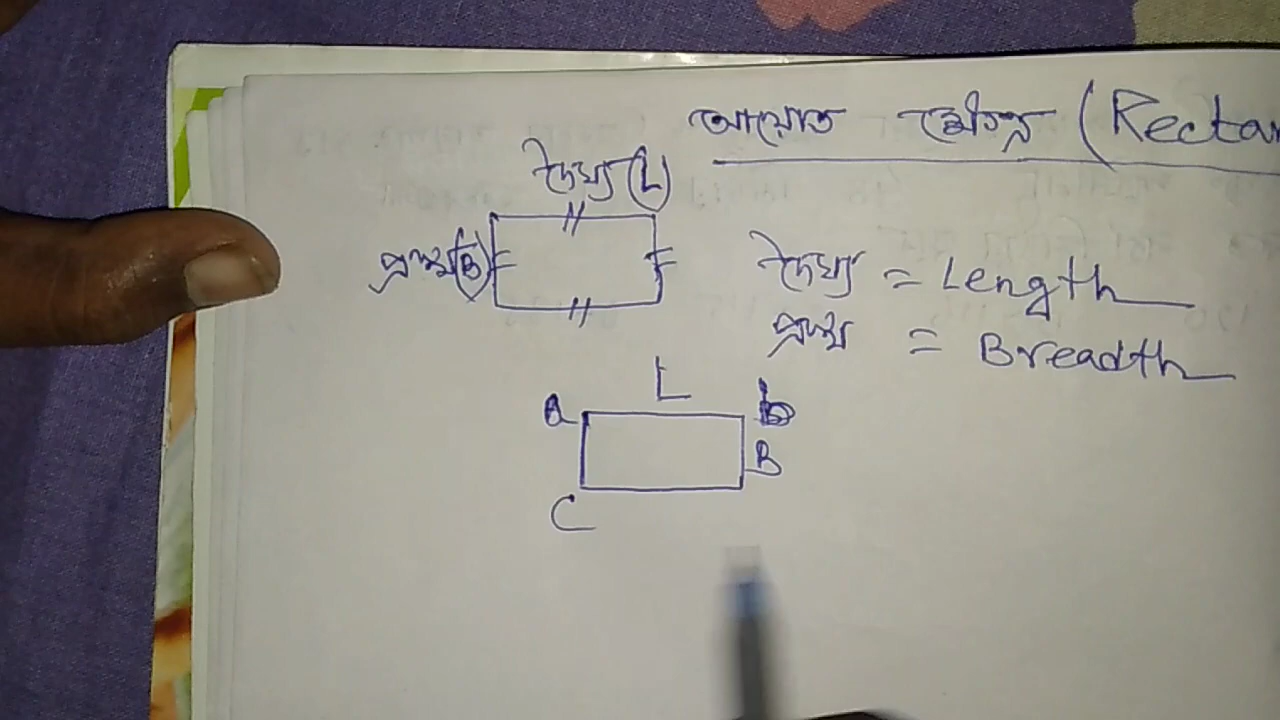 আয়োত ক্ষেত্র (Rectan
দৈঘ্য (L)
প্রস্থ (B)
দৈঘ্য = Length
প্রস্থ = Breadth
L
A b
B
C